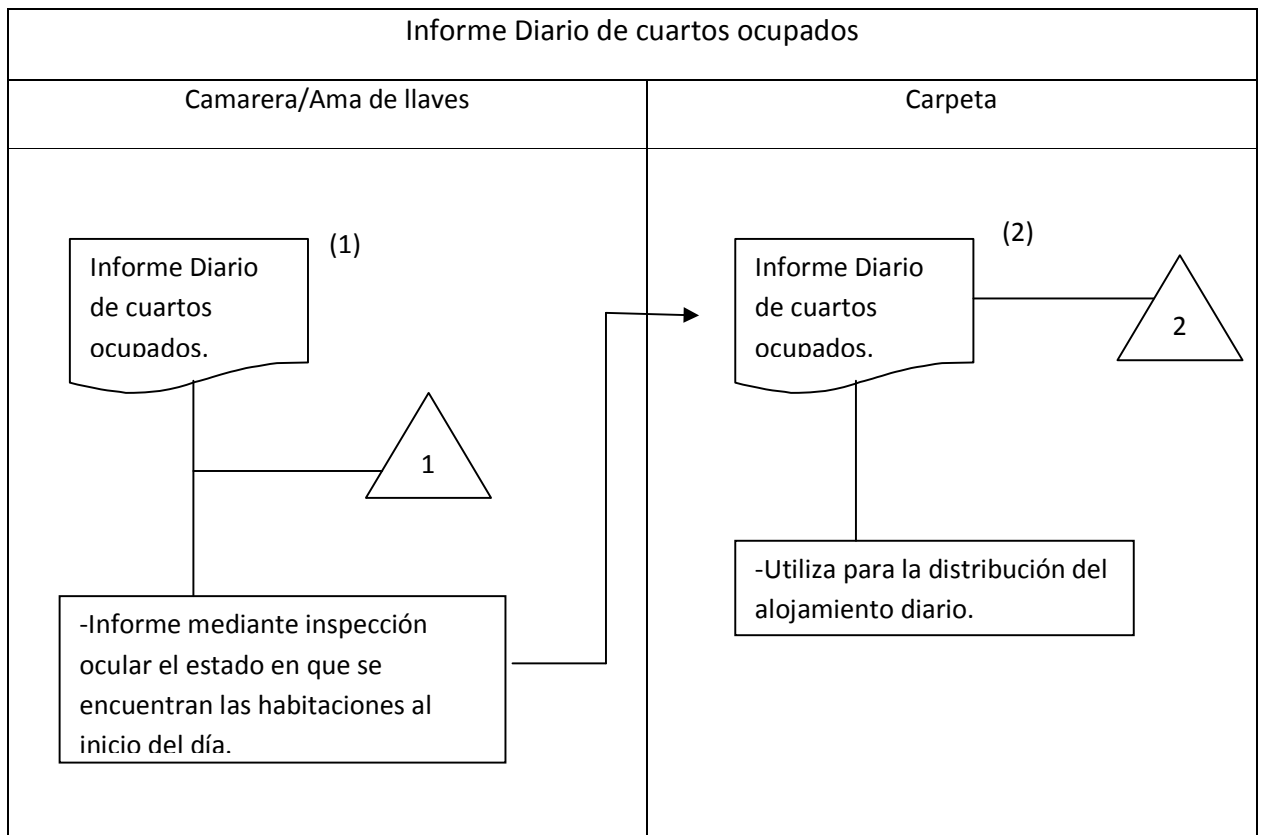 Informe Diario de cuartos ocupados
Camarera/Ama de llaves
Carpeta
Informe Diario
de cuartos
ocupados.
(1)
1
-Informe mediante inspección
ocular el estado en que se
encuentran las habitaciones al
inicio del día.
Informe Diario
de cuartos
ocupados.
(2)
2
-Utiliza para la distribución del
alojamiento diario.